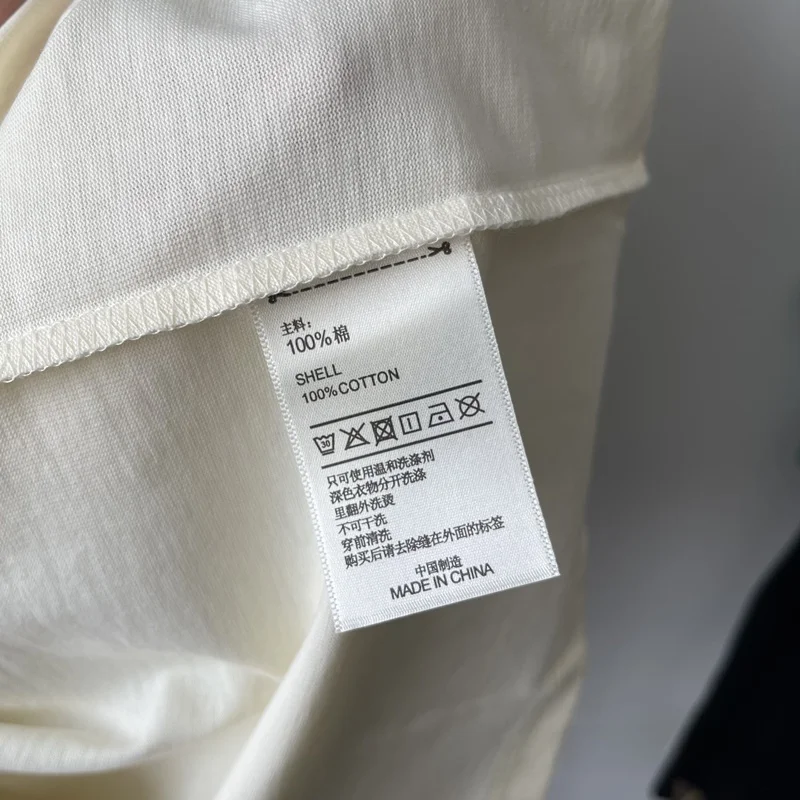 主料：
100%棉
SHELL
100%COTTON
30
只可使用温和洗涤剂
深色衣物分开洗涤
里翻外洗烫
不可干洗
穿前清洗
购买后请去除缝在外面的标签
中国制造
MADE IN CHINA